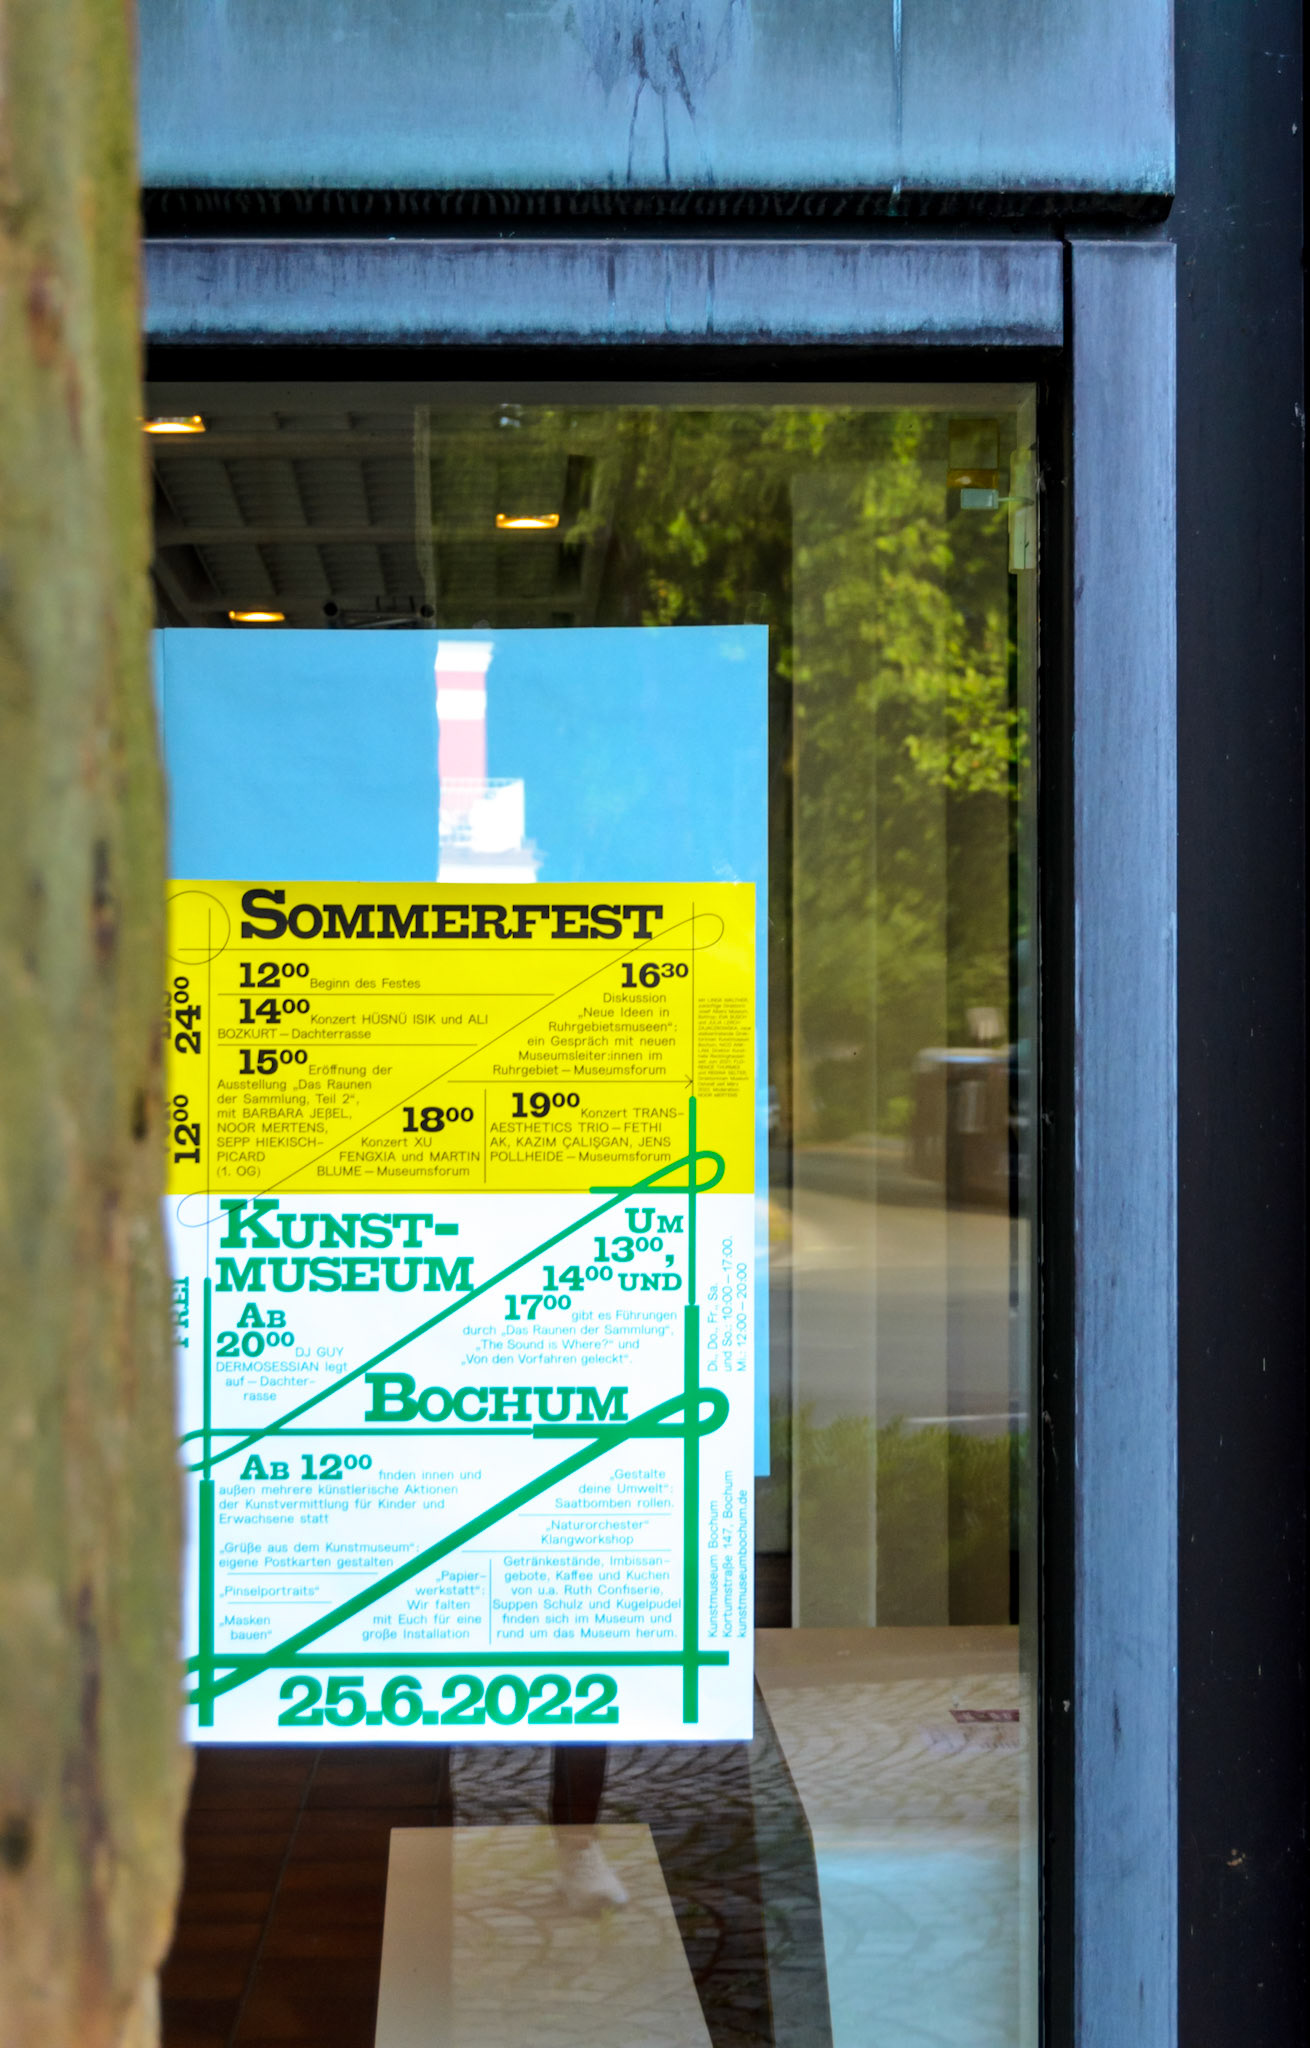 SOMMERFEST
12⁰⁰ Beginn des Festes
14⁰⁰ Konzert HÜSNÜ ISIK und ALI
BOZKURT – Dachterrasse
15⁰⁰ Eröffnung der
Ausstellung „Das Raunen
der Sammlung, Teil 2“,
mit BARBARA JEẞEL,
NOOR MERTENS,
SEPP HIEKISCH-
PICARD
(1. OG)
16³⁰
Diskussion
„Neue Ideen in
Ruhrgebietsmuseen“:
ein Gespräch mit neuen
Museumsleiter:innen im
Ruhrgebiet – Museumsforum
18⁰⁰
Konzert XU
FENGXIA und MARTIN
BLUME – Museumsforum
19⁰⁰ Konzert TRANS-
AESTHETICS TRIO – FETHI
AK, KAZIM ÇALIŞGAN, JENS
POLLHEIDE – Museumsforum
12⁰⁰ 24⁰⁰
KUNST-
MUSEUM
AB
20⁰⁰ DJ GUY
DERMOSESSIAN legt
auf – Dachter-
rasse
UM
13⁰⁰,
14⁰⁰ UND
17⁰⁰ gibt es Führungen
durch „Das Raunen der Sammlung“,
„The Sound is Where?“ und
„Von den Vorfahren geleckt“.
FREI
Di., Do., Fr., Sa.
und So.: 10:00 – 17:00.
Mi.: 12:00 – 20:00
BOCHUM
AB 12⁰⁰ finden innen und
außen mehrere künstlerische Aktionen
der Kunstvermittlung für Kinder und
Erwachsene statt
„Grüße aus dem Kunstmuseum“:
eigene Postkarten gestalten
„Pinselportraits“
„Masken
bauen“
„Papier-
werkstatt“:
Wir falten
mit Euch für eine
große Installation
„Gestalte
deine Umwelt“:
Saatbomben rollen.
„Naturorchester“
Klangworkshop
Getränkestände, Imbissan-
gebote, Kaffee und Kuchen
von u.a. Ruth Confiserie,
Suppen Schulz und Kugelpudel
finden sich im Museum und
rund um das Museum herum.
Kunstmuseum Bochum
Kortumstraße 147, Bochum
kunstmuseumbochum.de
25.6.2022